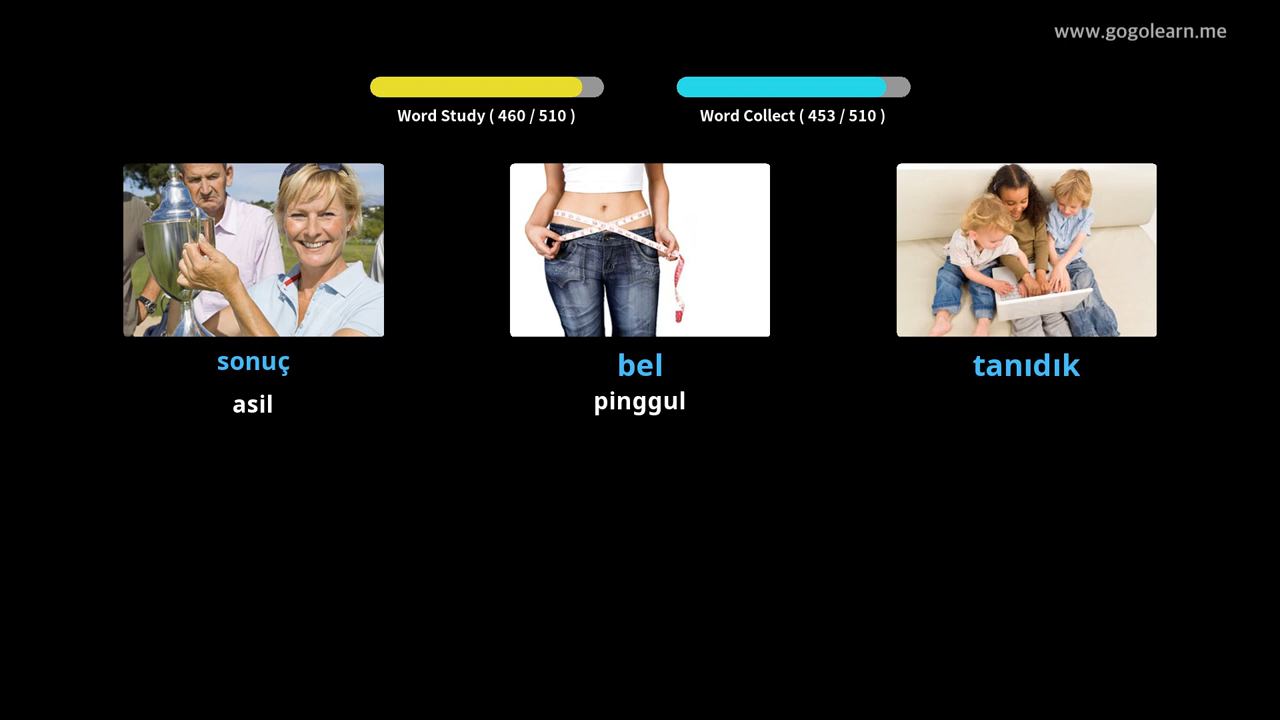 www.gogolearn.me
Word Study ( 460 / 510 )
Word Collect ( 453 / 510 )
sonuç
asil
bel
pinggul
tanıdık